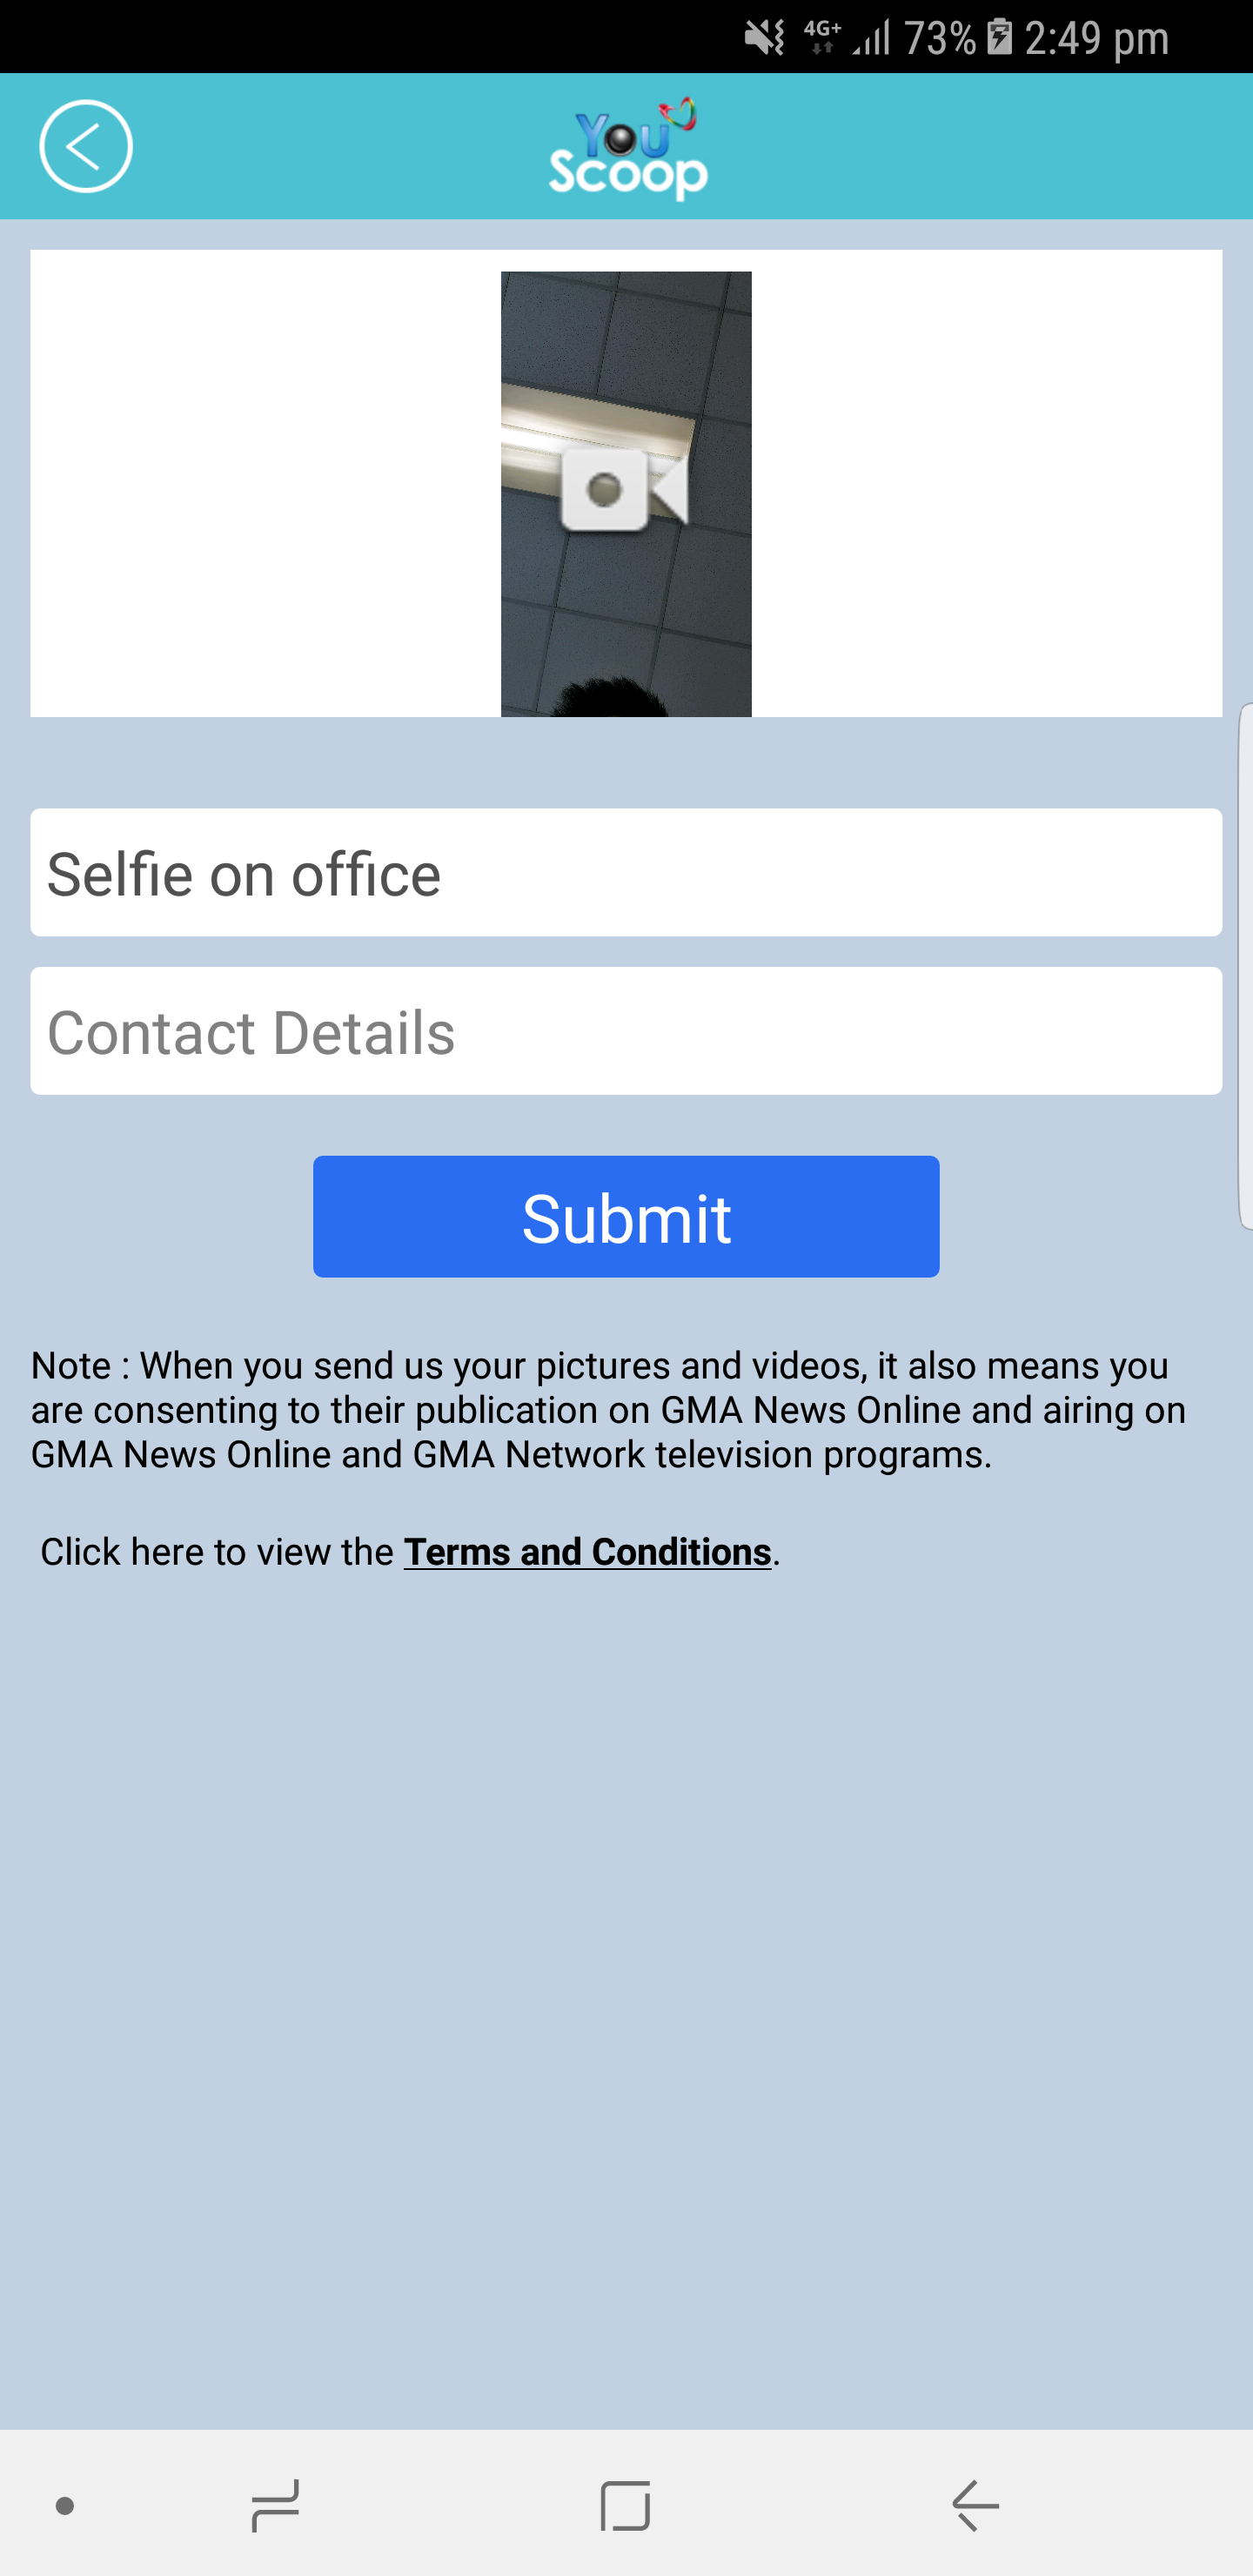 4G+ 73% 2:49 pm
You
Scoop
Selfie on office
Contact Details
Submit
Note : When you send us your pictures and videos, it also means you
are consenting to their publication on GMA News Online and airing on
GMA News Online and GMA Network television programs.
Click here to view the Terms and Conditions.